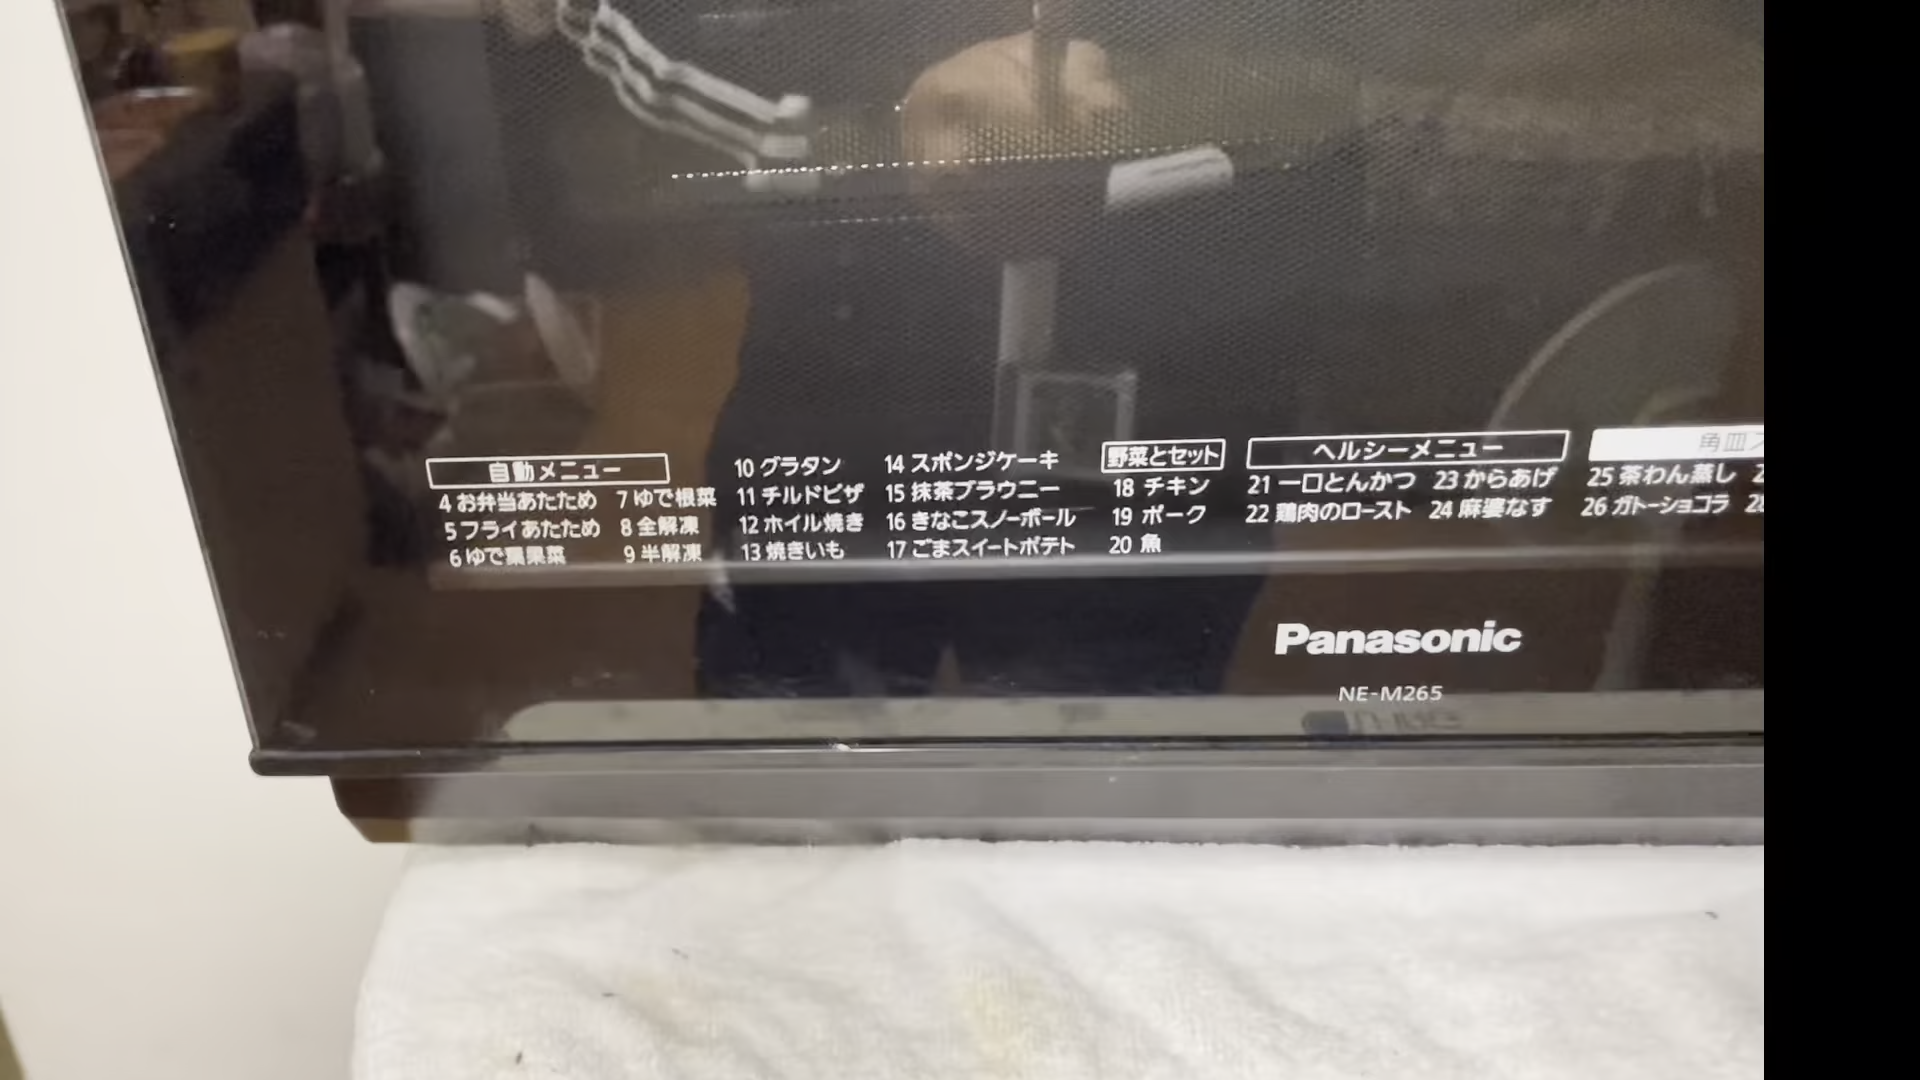 自動メニュー
4 お弁当あたため 7 ゆで根菜
5 フライあたため 8 全解凍
6 ゆで葉果菜 9 半解凍
10 グラタン
11 チルドピザ
12 ホイル焼き
13 焼きいも
14 スポンジケーキ
15 抹茶ブラウニー
16 きなこスノーボール
17 ごまスイートポテト
野菜とセット
18 チキン
19 ポーク
20 魚
ヘルシーメニュー
21 一口とんかつ 23 からあげ
22 鶏肉のロースト 24 麻婆なす
角皿
25 茶わん蒸し
26 ガトーショコラ
Panasonic
NE-M265